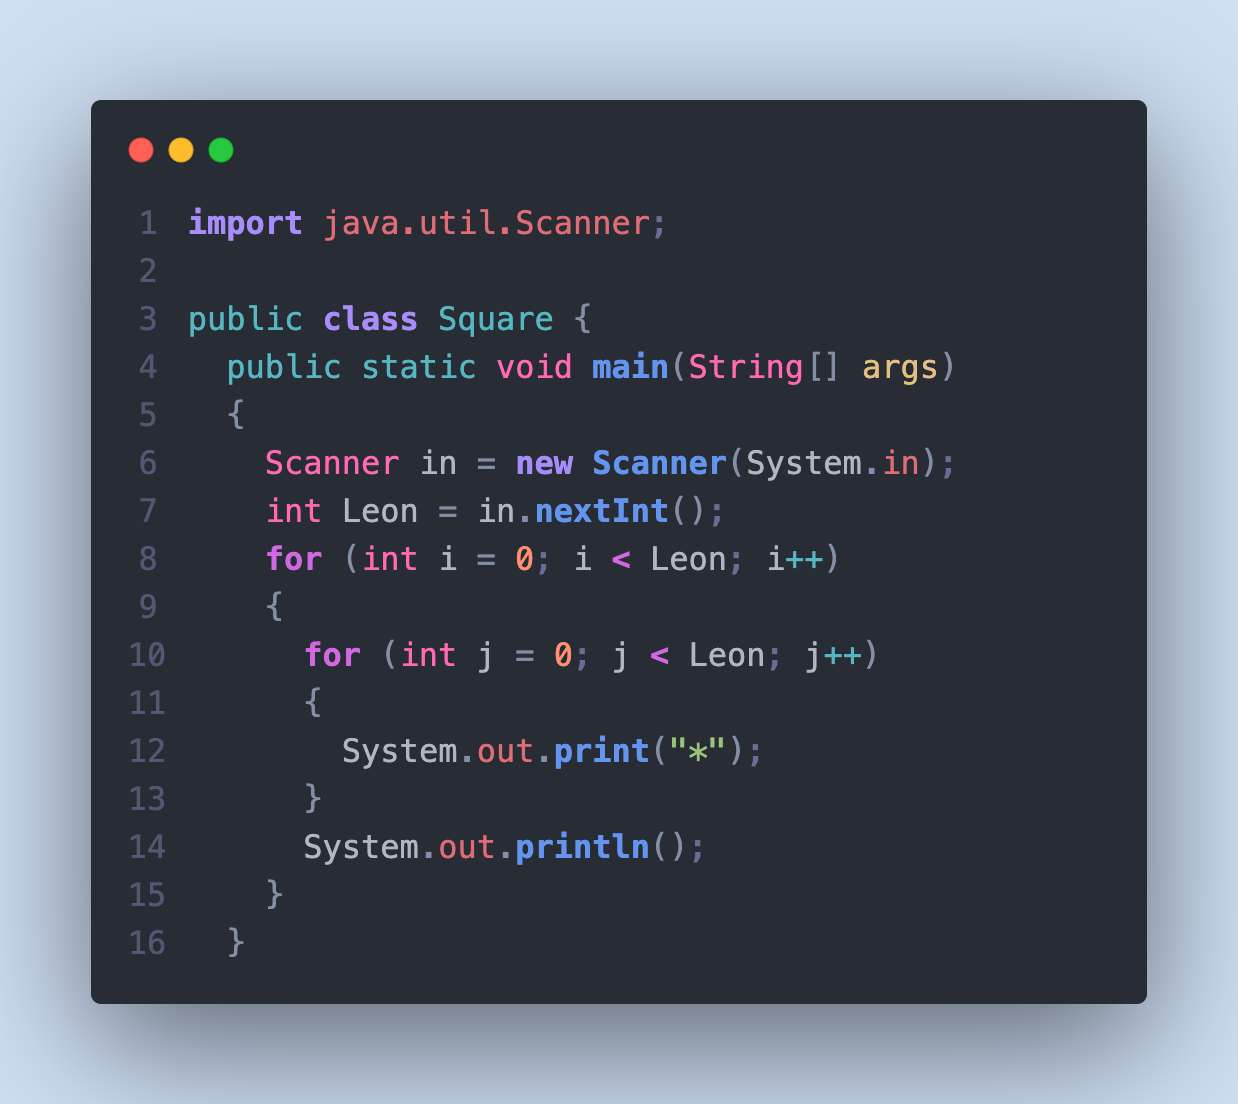 1 import java.util.Scanner;
2
3 public class Square {
4   public static void main(String[] args)
5   {
6     Scanner in = new Scanner(System.in);
7     int Leon = in.nextInt();
8     for (int i = 0; i < Leon; i++)
9     {
10       for (int j = 0; j < Leon; j++)
11       {
12         System.out.print("*");
13       }
14       System.out.println();
15     }
16   }